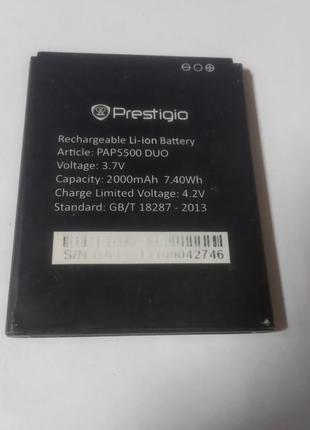 Prestigio
Rechargeable Li-ion Battery
Article: PAP5500 DUO
Voltage: 3.7V
Capacity: 2000mAh 7.40Wh
Charge Limited Voltage: 4.2V
Standard: GB/T 18287 - 2013
S/N